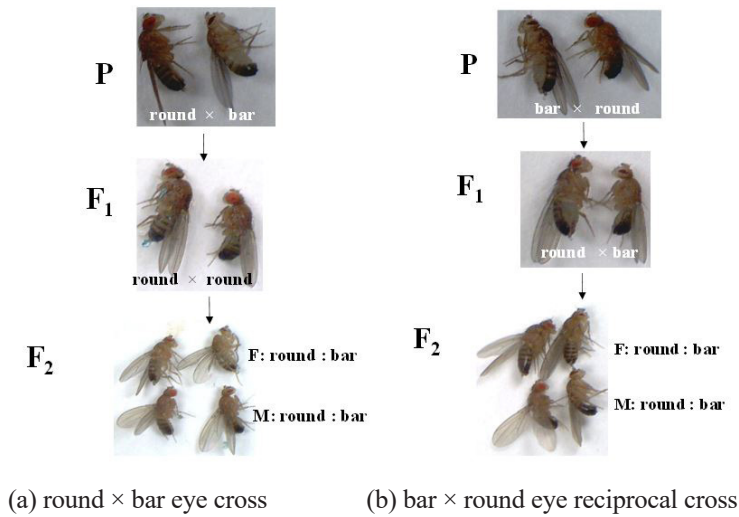 P
round × bar
F1
round × round
F2
F: round : bar
M: round : bar
(a) round × bar eye cross
P
bar × round
F1
round × bar
F2
F: round : bar
M: round : bar
(b) bar × round eye reciprocal cross